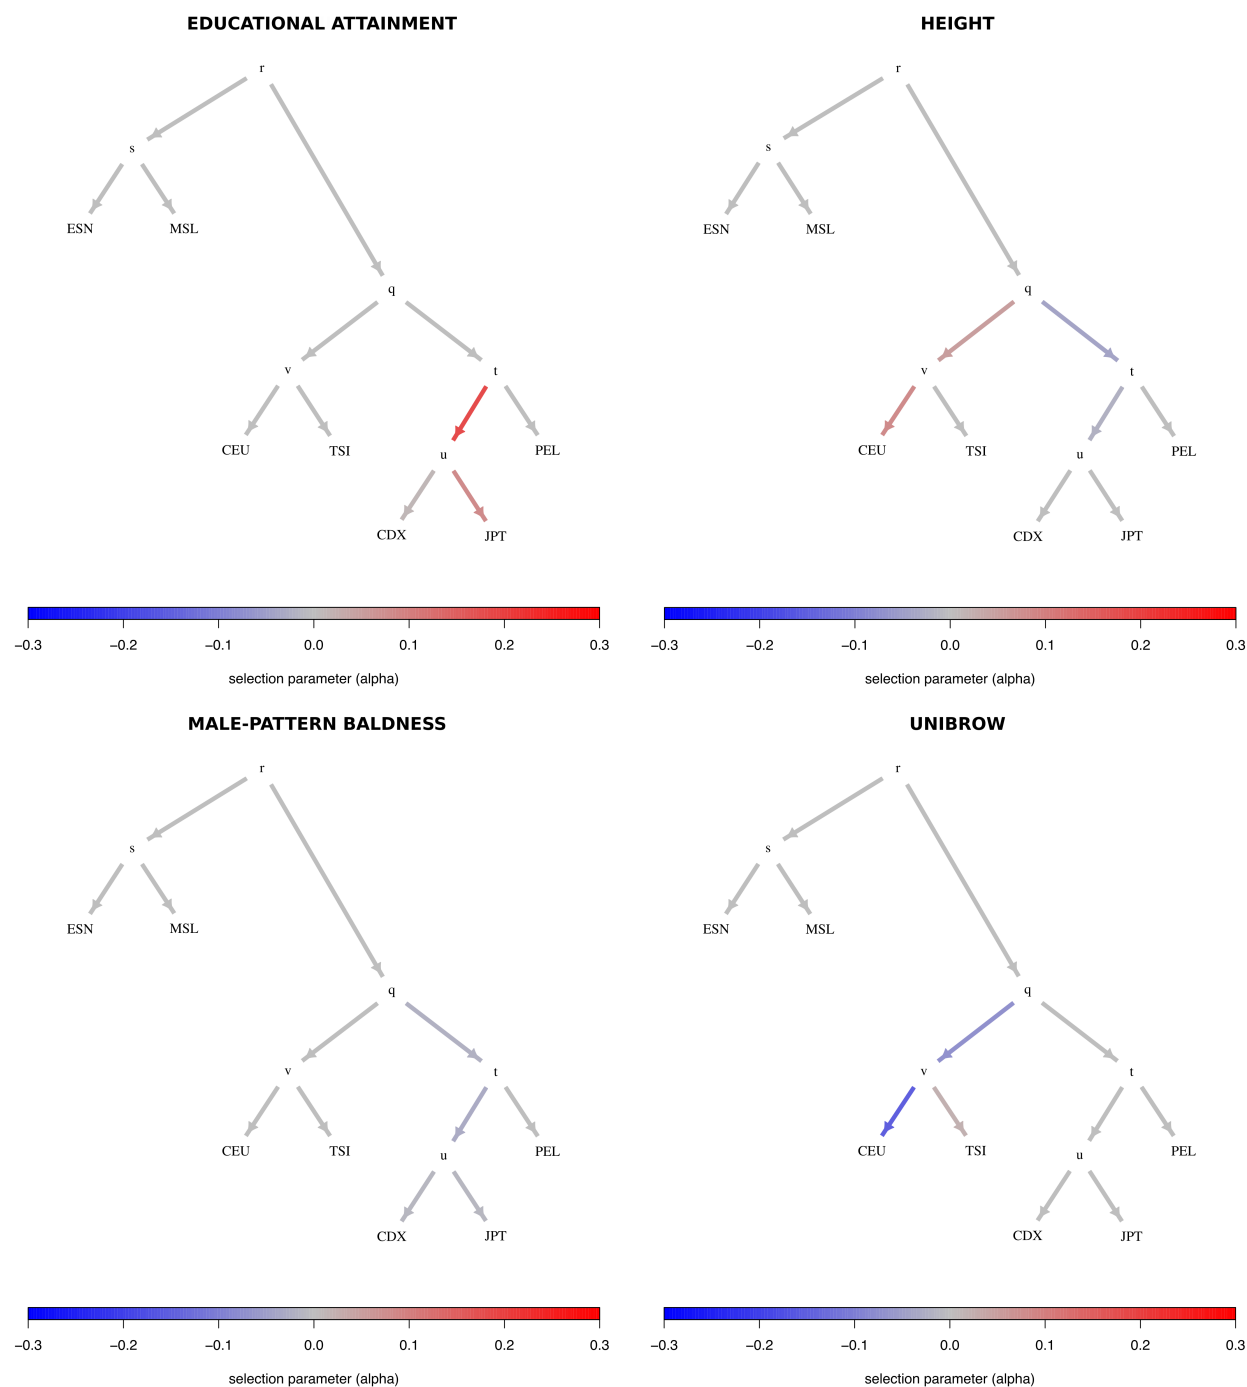 EDUCATIONAL ATTAINMENT
r
s
ESN MSL
q
v t
CEU TSI u PEL
CDX JPT
−0.3 −0.2 −0.1 0.0 0.1 0.2 0.3
selection parameter (alpha)
HEIGHT
r
s
ESN MSL
q
v t
CEU TSI u PEL
CDX JPT
−0.3 −0.2 −0.1 0.0 0.1 0.2 0.3
selection parameter (alpha)
MALE-PATTERN BALDNESS
r
s
ESN MSL
q
v t
CEU TSI u PEL
CDX JPT
−0.3 −0.2 −0.1 0.0 0.1 0.2 0.3
selection parameter (alpha)
UNIBROW
r
s
ESN MSL
q
v t
CEU TSI u PEL
CDX JPT
−0.3 −0.2 −0.1 0.0 0.1 0.2 0.3
selection parameter (alpha)